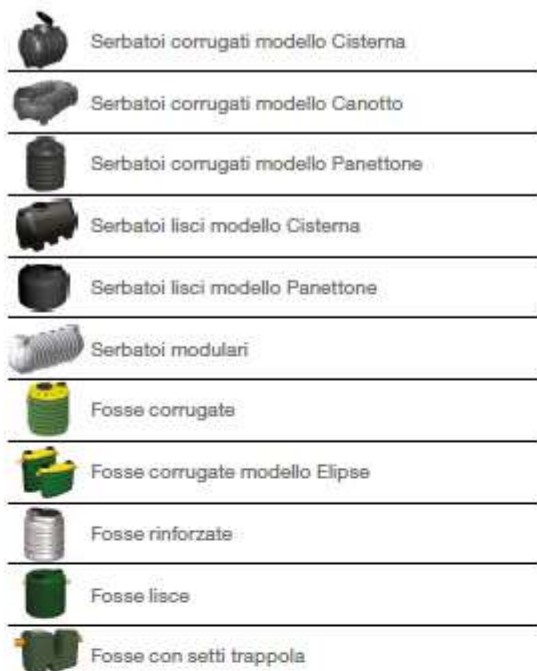 Serbatoi corrugati modello Cisterna
Serbatoi corrugati modello Canotto
Serbatoi corrugati modello Panettone
Serbatoi lisci modello Cisterna
Serbatoi lisci modello Panettone
Serbatoi modulari
Fosse corrugate
Fosse corrugate modello Elipse
Fosse rinforzate
Fosse lisce
Fosse con setti trappola